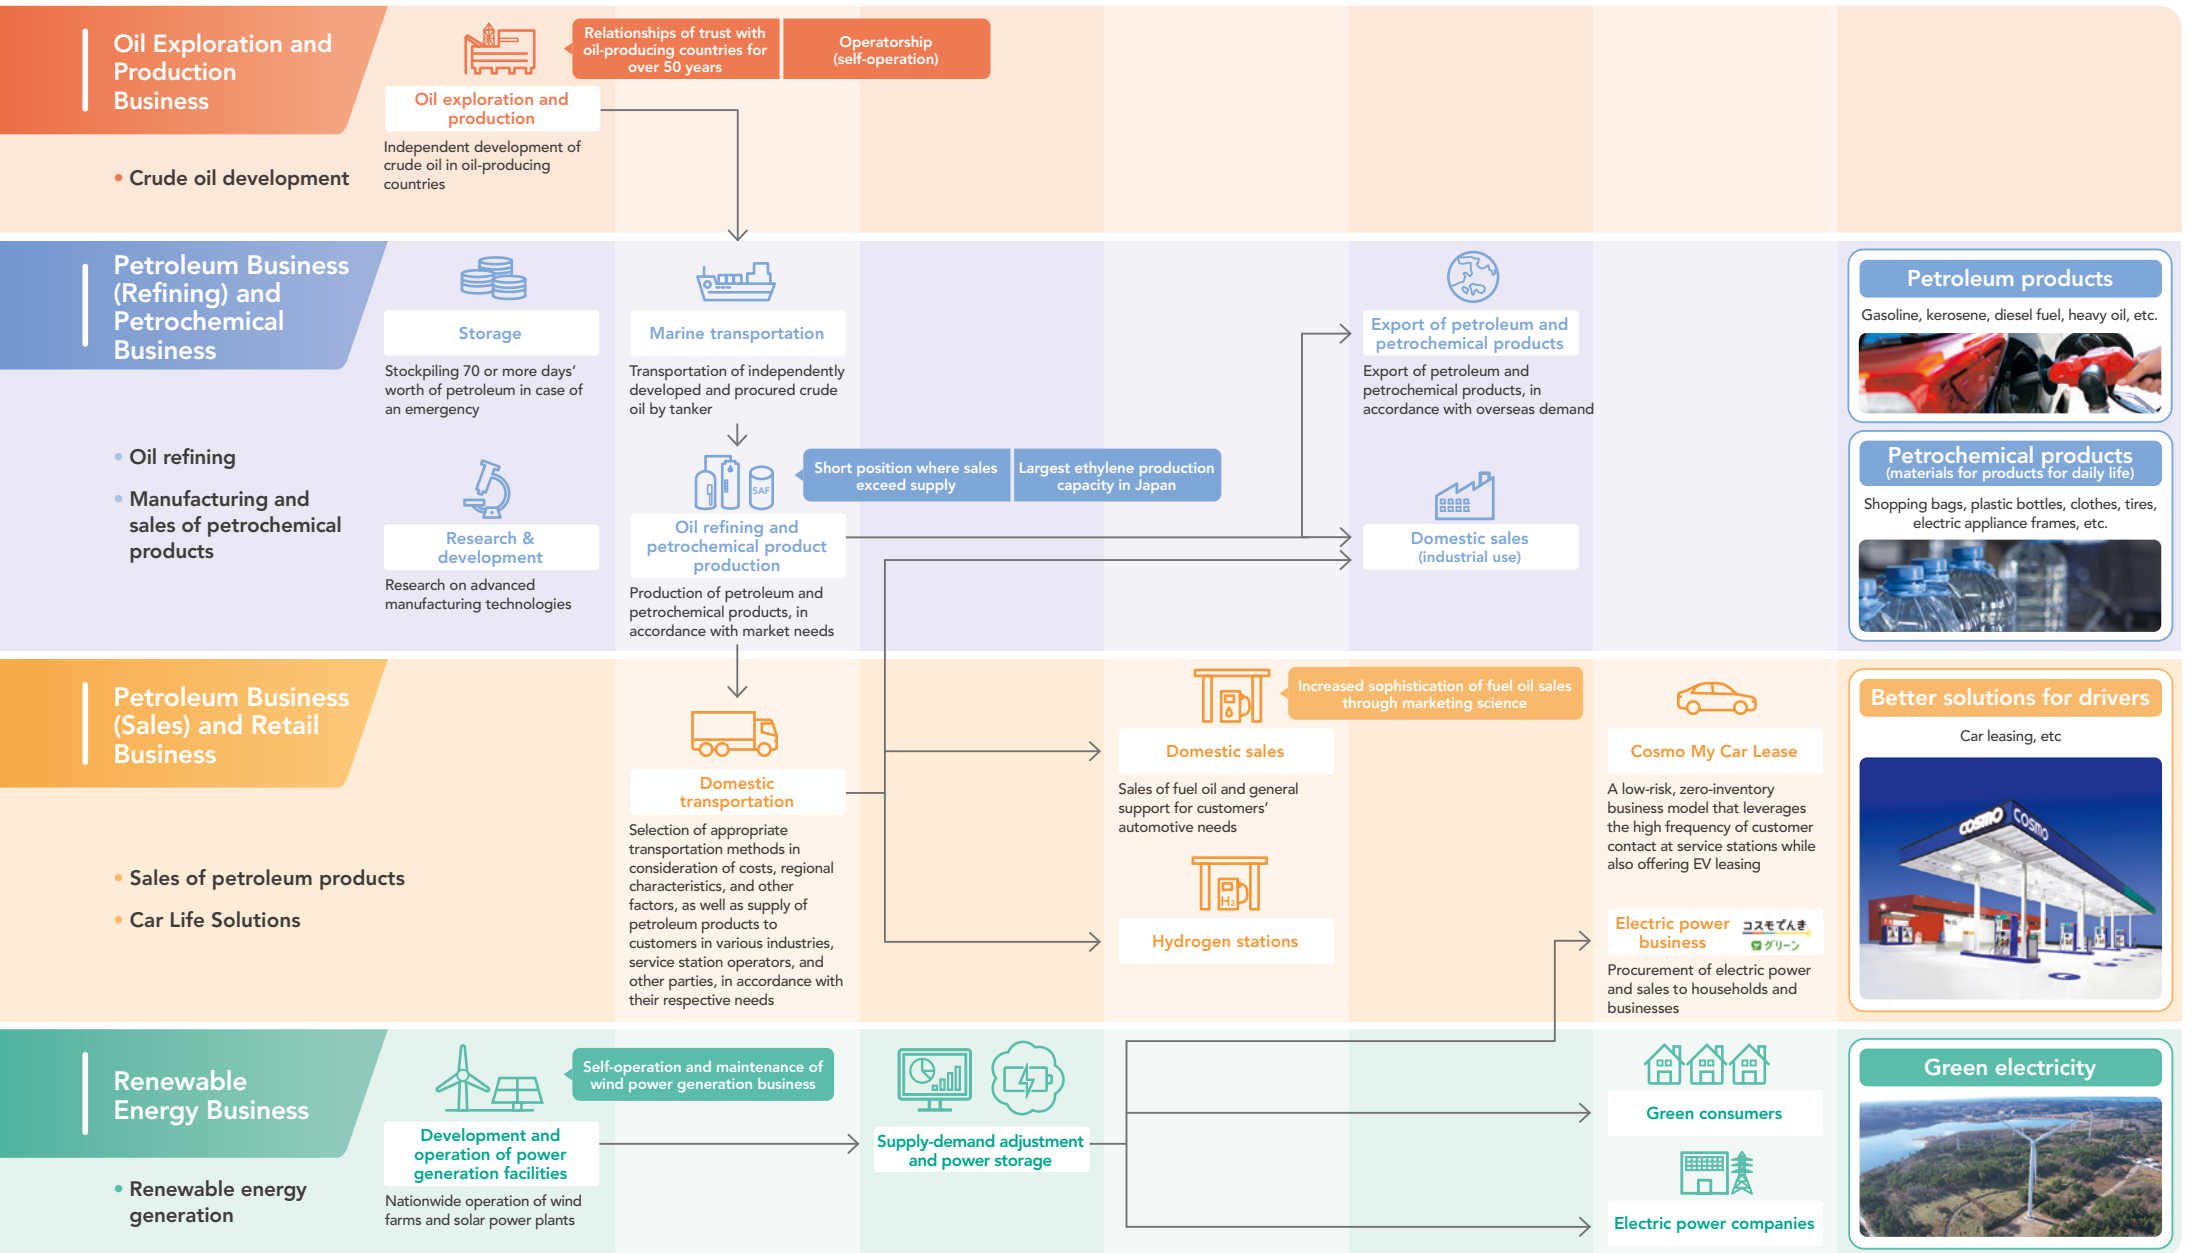 Oil Exploration and
Production
Business
• Crude oil development
Relationships of trust with
oil-producing countries for
over 50 years
Operatorship
(self-operation)
Oil exploration and
production
Independent development of
crude oil in oil-producing
countries
Petroleum Business
(Refining) and
Petrochemical
Business
• Oil refining
• Manufacturing and
sales of petrochemical
products
Storage
Stockpiling 70 or more days'
worth of petroleum in case of
an emergency
Research &
development
Research on advanced
manufacturing technologies
Marine transportation
Transportation of independently
developed and procured crude
oil by tanker
SAF
Short position where sales
exceed supply
Largest ethylene production
capacity in Japan
Oil refining and
petrochemical product
production
Production of petroleum and
petrochemical products, in
accordance with market needs
Export of petroleum and
petrochemical products
Export of petroleum and
petrochemical products, in
accordance with overseas demand
Domestic sales
(industrial use)
Petroleum products
Gasoline, kerosene, diesel fuel, heavy oil, etc.
Petrochemical products
(materials for products for daily life)
Shopping bags, plastic bottles, clothes, tires,
electric appliance frames, etc.
Petroleum Business
(Sales) and Retail
Business
• Sales of petroleum products
• Car Life Solutions
Domestic
transportation
Selection of appropriate
transportation methods in
consideration of costs, regional
characteristics, and other
factors, as well as supply of
petroleum products to
customers in various industries,
service station operators, and
other parties, in accordance with
their respective needs
Increased sophistication of fuel oil sales
through marketing science
Domestic sales
Sales of fuel oil and general
support for customers'
automotive needs
H2
Hydrogen stations
Cosmo My Car Lease
A low-risk, zero-inventory
business model that leverages
the high frequency of customer
contact at service stations while
also offering EV leasing
Electric power
business
コスモでんき
グリーン
Procurement of electric power
and sales to households and
businesses
Better solutions for drivers
Car leasing, etc
COSMO
COSMO
Renewable
Energy Business
• Renewable energy
generation
Self-operation and maintenance of
wind power generation business
Development and
operation of power
generation facilities
Nationwide operation of wind
farms and solar power plants
Supply-demand adjustment
and power storage
Green consumers
Electric power companies
Green electricity